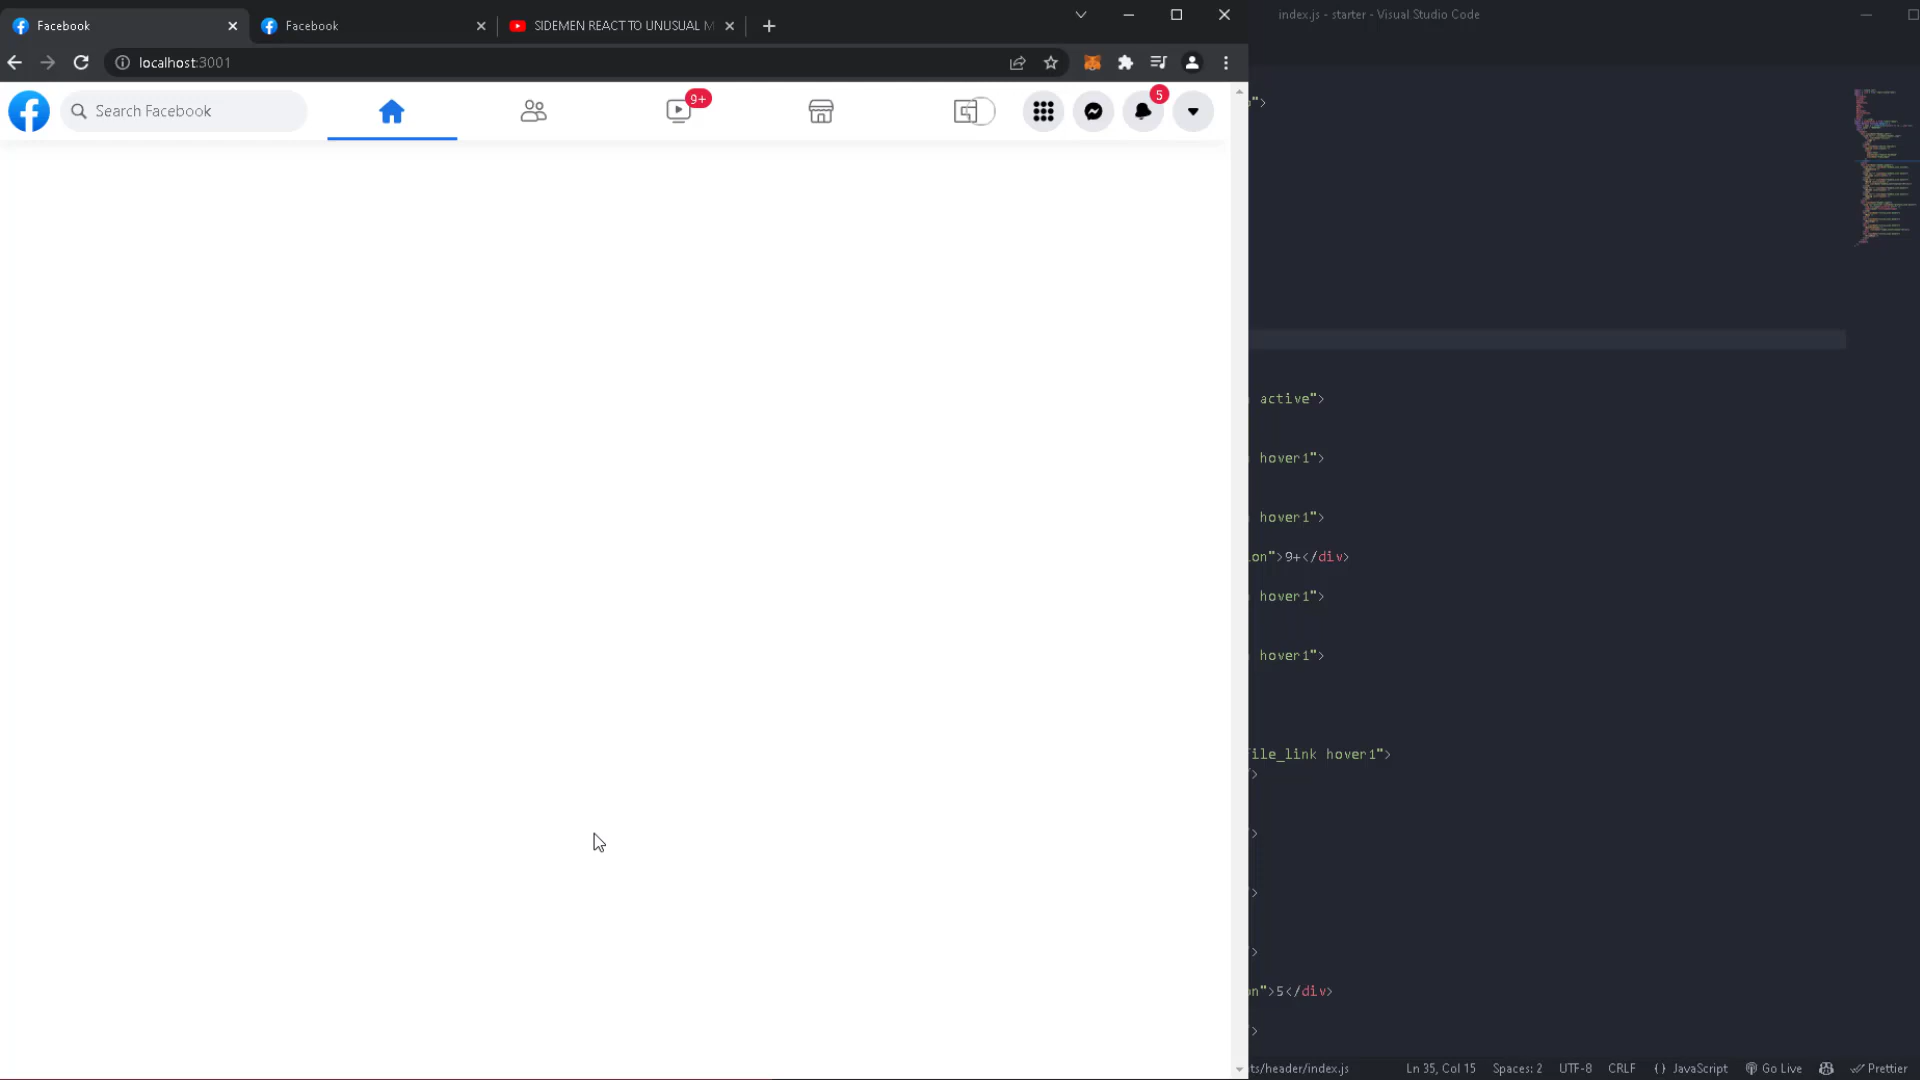 Facebook
Facebook
SIDEMEN REACT TO UNUSUAL M
index.js - starter - Visual Studio Code
localhost:3001
Search Facebook
9+
5
">
active">
hover1">
hover1">
on">9+</div>
hover1">
hover1">
file_link hover1">
>
>
>
>
n">5</div>
>
ts/header/index.js
Ln 35, Col 15
Spaces: 2
UTF-8
CRLF
{ } JavaScript
Go Live
Prettier